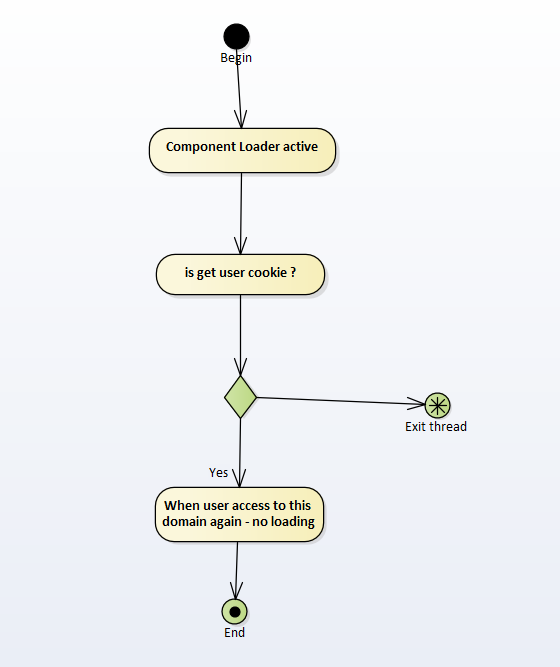 Begin
Component Loader active
is get user cookie ?
Exit thread
Yes
When user access to this
domain again - no loading
End